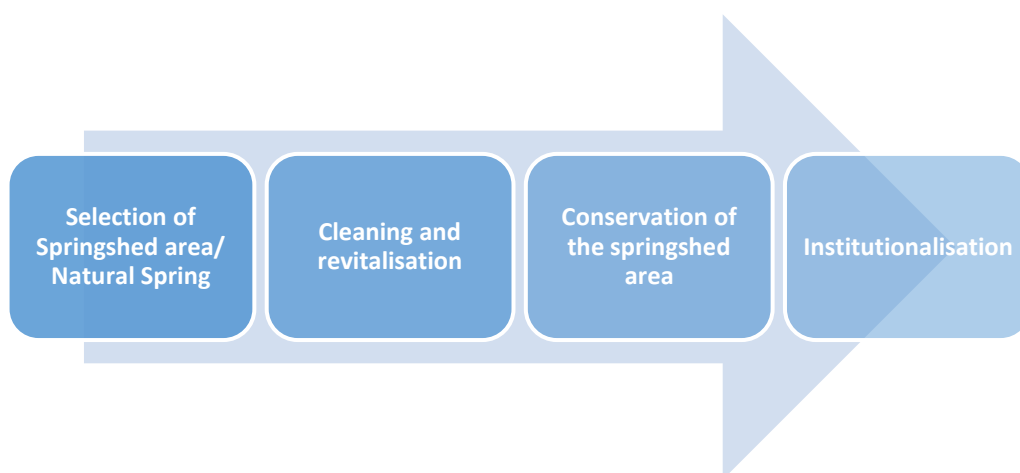 Selection of
Springshed area/
Natural Spring
Cleaning and
revitalisation
Conservation of
the springshed
area
Institutionalisation